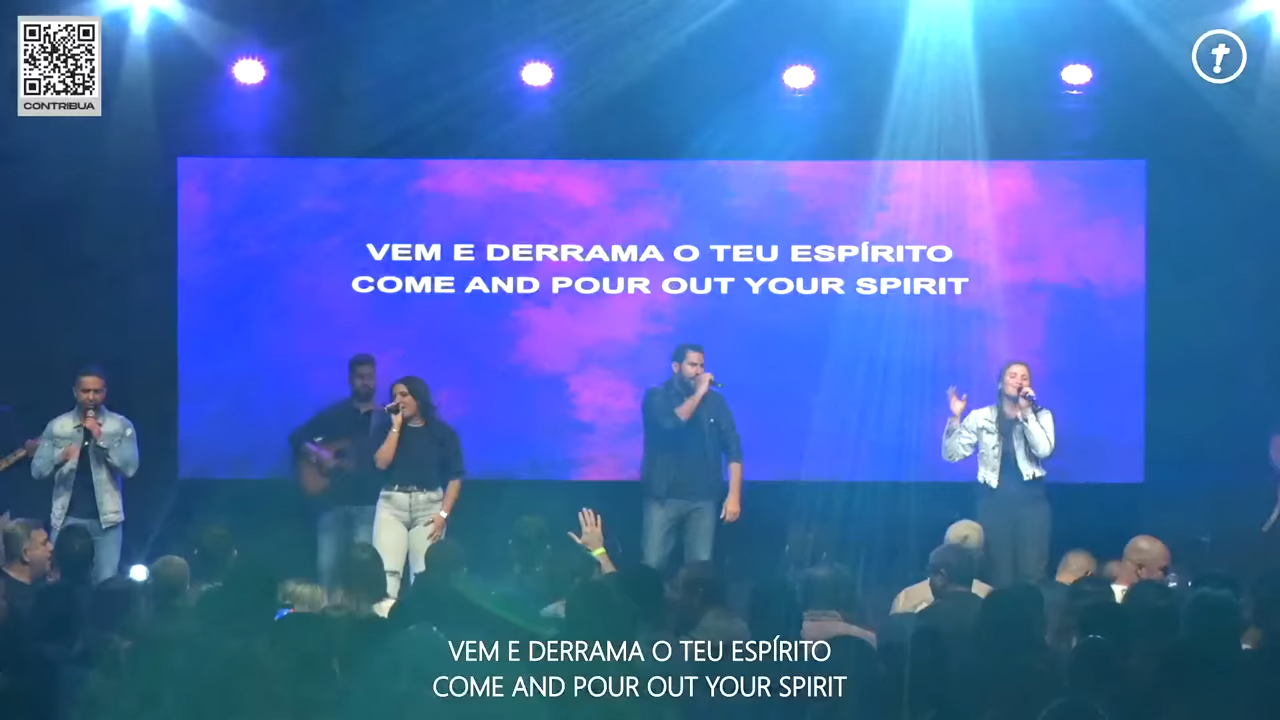 CONTRIBUA
VEM E DERRAMA O TEU ESPÍRITO
COME AND POUR OUT YOUR SPIRIT
VEM E DERRAMA O TEU ESPÍRITO
COME AND POUR OUT YOUR SPIRIT